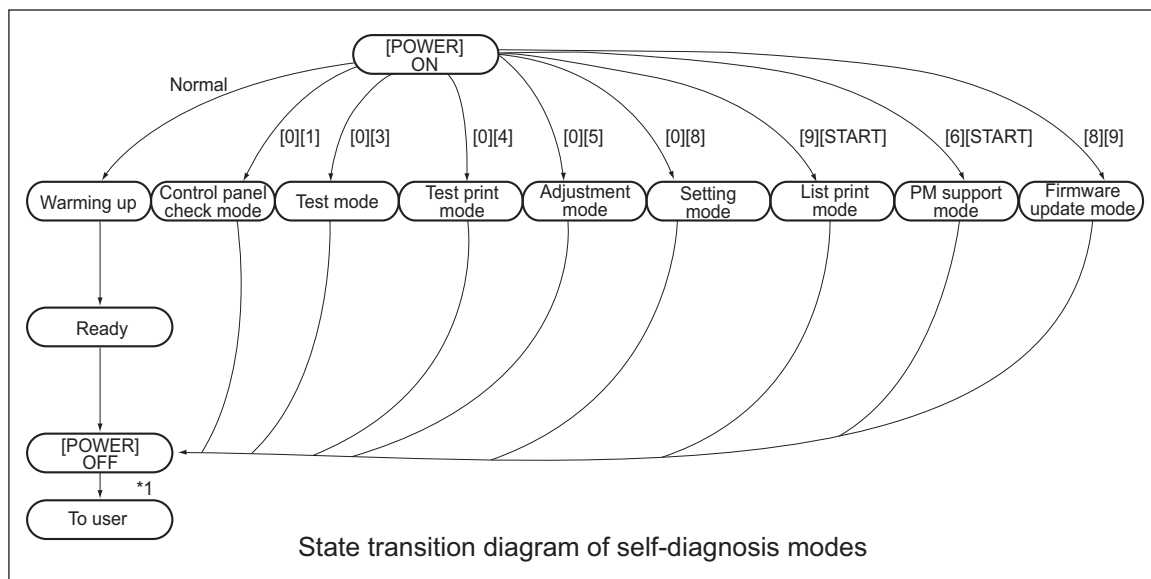 [POWER]
ON
Normal
[0][1]
[0][3]
[0][4]
[0][5]
[0][8]
[9][START]
[6][START]
[8][9]
Warming up
Control panel
check mode
Test mode
Test print
mode
Adjustment
mode
Setting
mode
List print
mode
PM support
mode
Firmware
update mode
Ready
[POWER]
OFF
*1
To user
State transition diagram of self-diagnosis modes